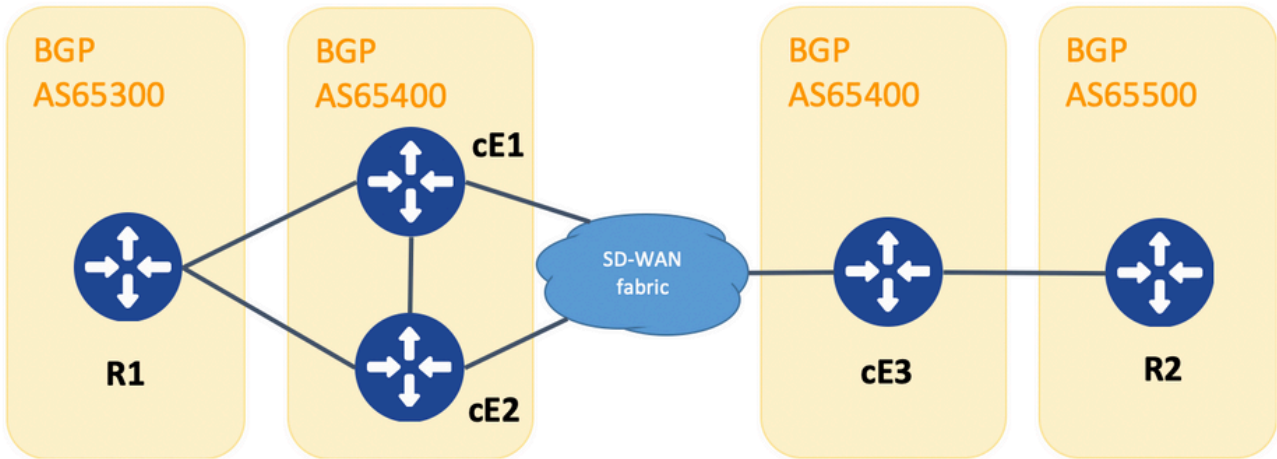 BGP
AS65300
BGP
AS65400
BGP
AS65400
BGP
AS65500
cE1
SD-WAN
fabric
R1
cE2
cE3
R2